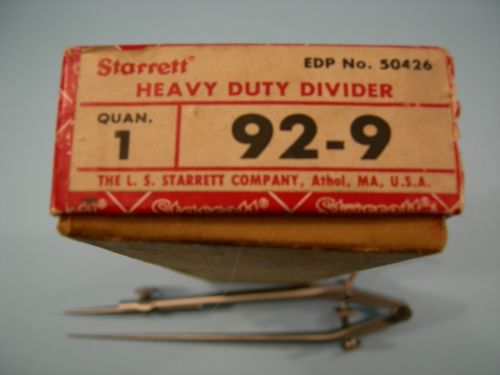 Starrett® EDP No. 50426
HEAVY DUTY DIVIDER
QUAN.
1
92-9
THE L. S. STARRETT COMPANY, Athol, MA, U.S.A.
Starrett Starrett